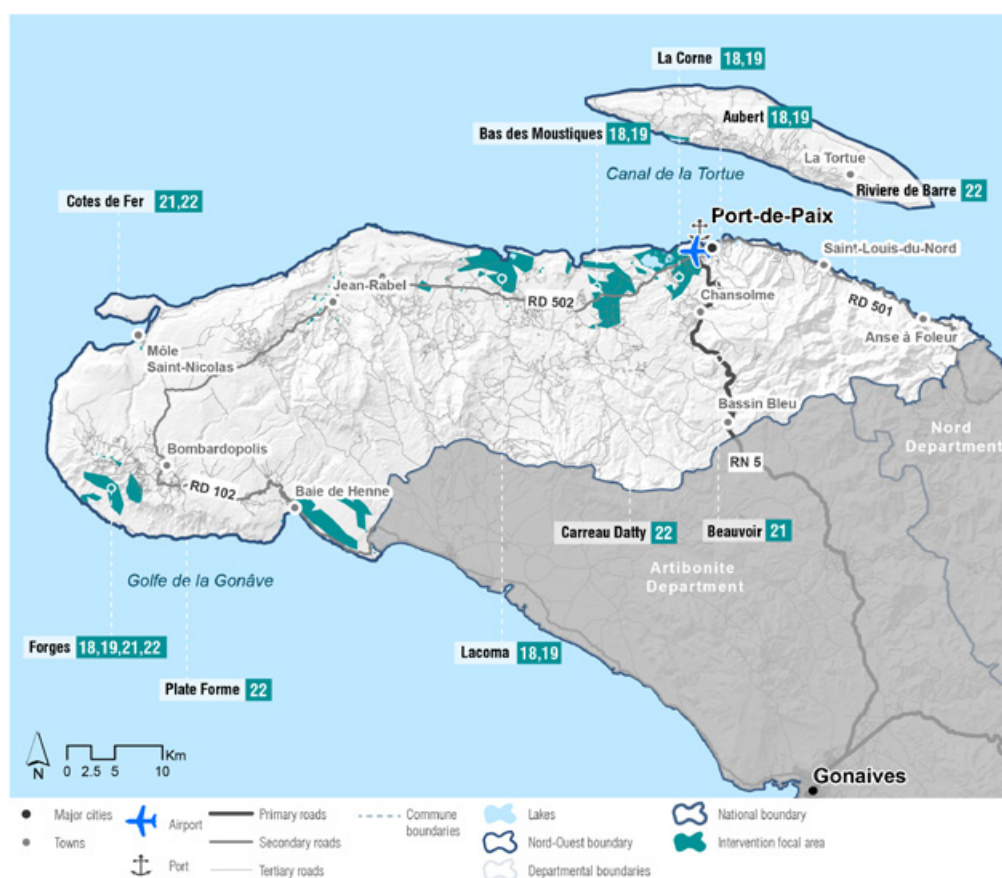 La Corne 18,19
Aubert 18,19
Bas des Moustiques 18,19
La Tortue
Canal de la Tortue
Riviere de Barre 22
Cotes de Fer 21,22
Port-de-Paix
Saint-Louis-du-Nord
Jean-Rabel
RD 502
Chansolme
RD 501
Anse à Foleur
Môle
Saint-Nicolas
Bassin Bleu
Nord
Department
Bombardopolis
RD 102
Baie de Henne
RN 5
Carreau Datty 22
Beauvoir 21
Artibonite
Department
Golfe de la Gonâve
Forges 18,19,21,22
Lacoma 18,19
Plate Forme 22
N
Km
0 2.5 5 10
Gonaives
Major cities
Airport
Primary roads
Commune
boundaries
Lakes
National boundary
Towns
Secondary roads
Nord-Ouest boundary
Intervention focal area
Port
Tertiary roads
Departmental boundaries